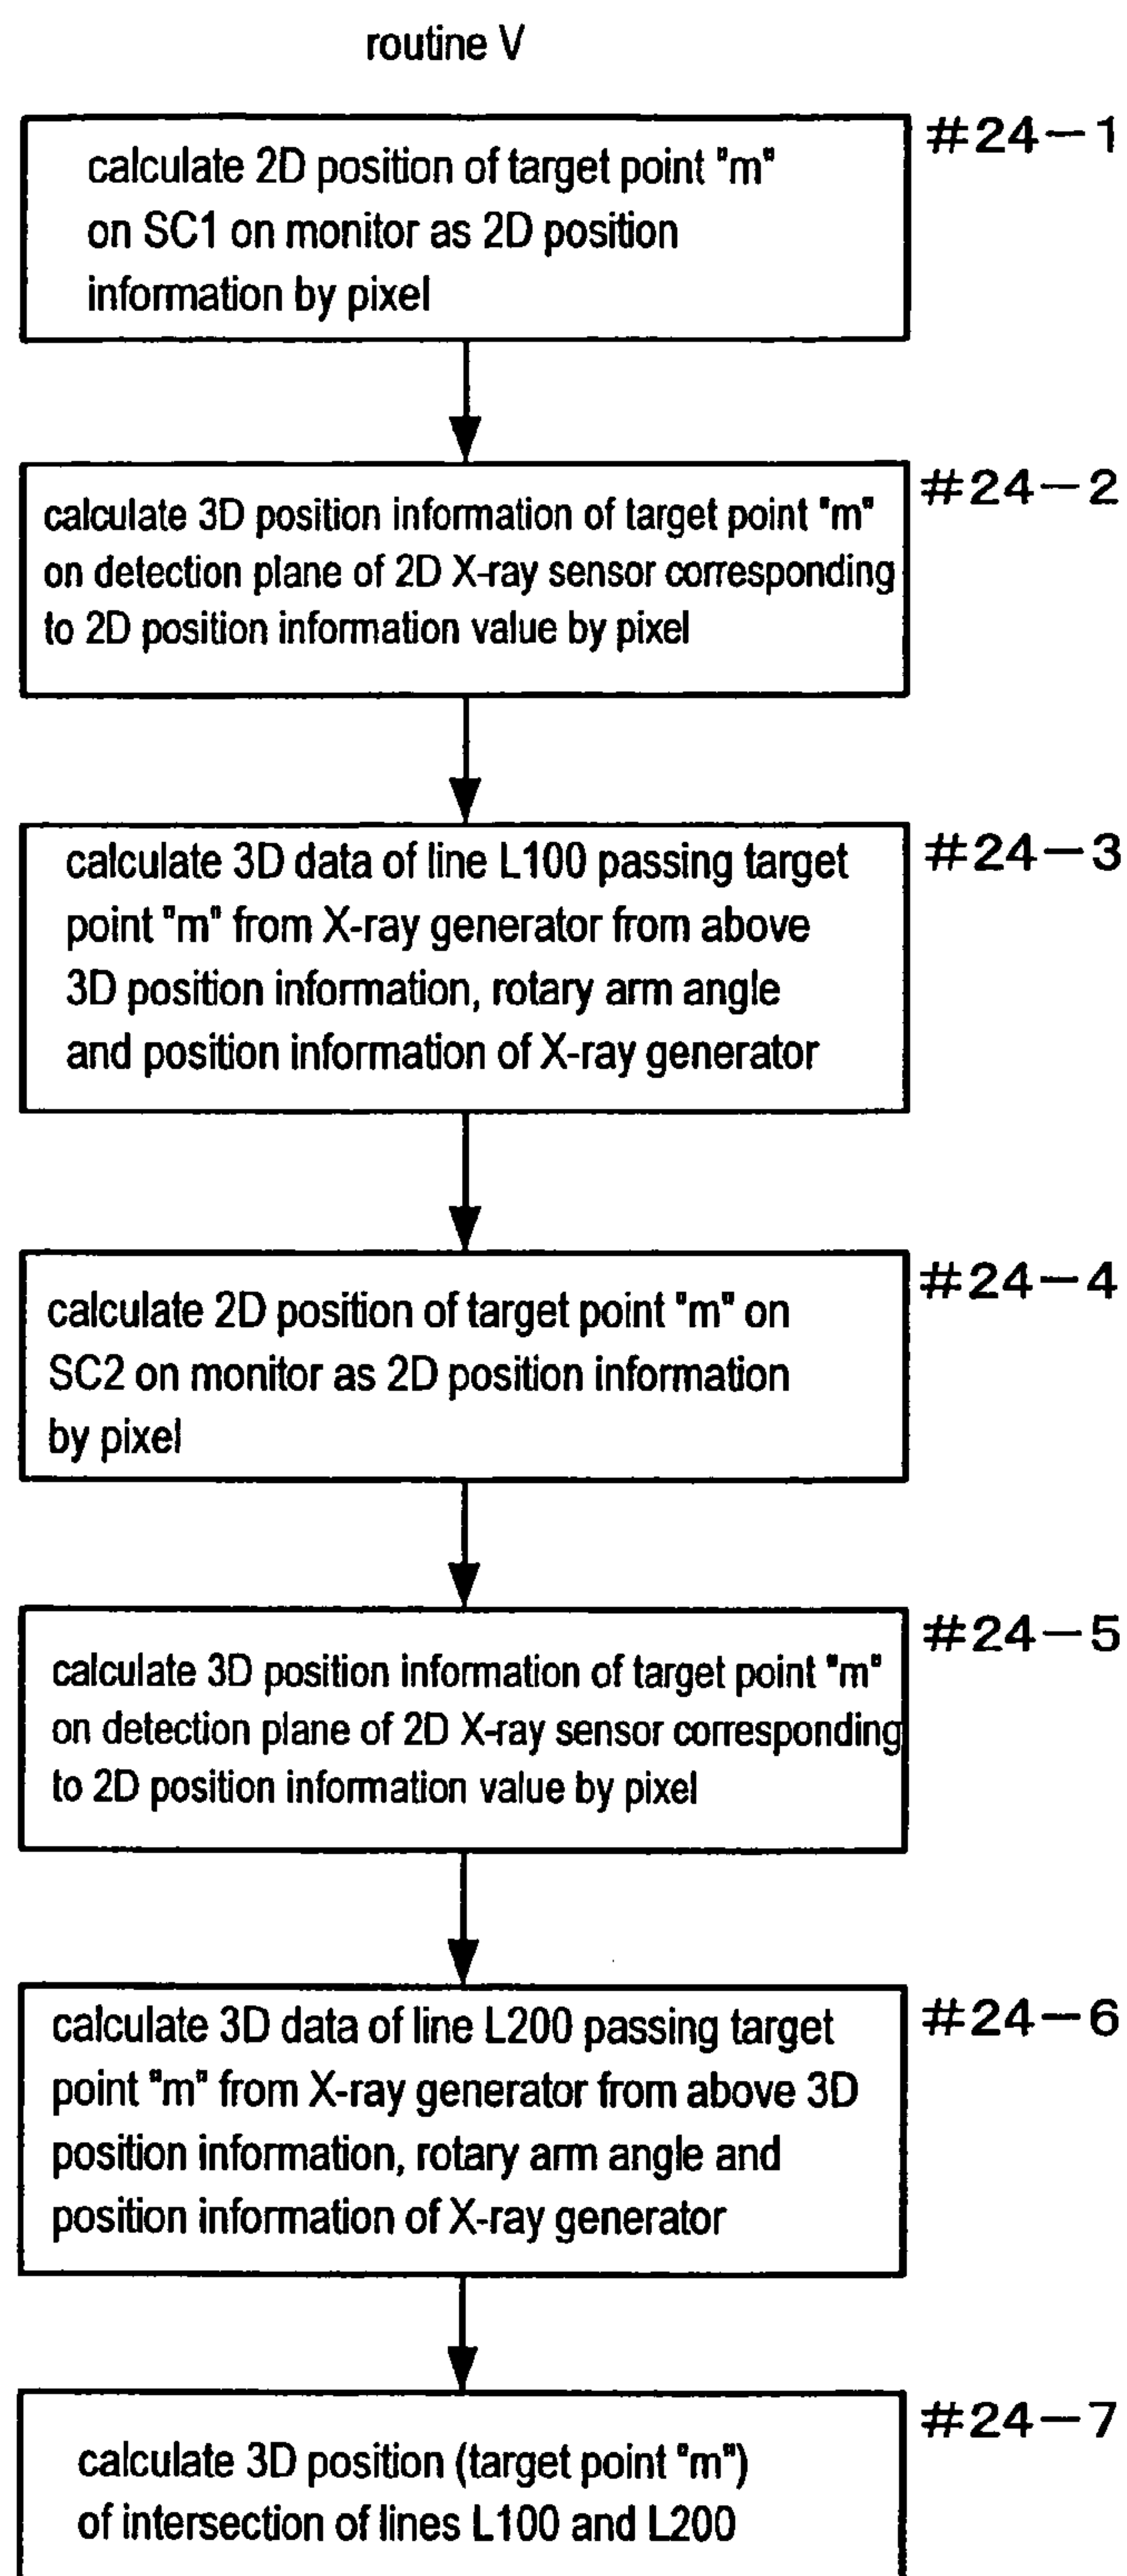 routine V
#24-1
calculate 2D position of target point "m"
on SC1 on monitor as 2D position
information by pixel
#24-2
calculate 3D position information of target point "m"
on detection plane of 2D X-ray sensor corresponding
to 2D position information value by pixel
#24-3
calculate 3D data of line L100 passing target
point "m" from X-ray generator from above
3D position information, rotary arm angle
and position information of X-ray generator
#24-4
calculate 2D position of target point "m" on
SC2 on monitor as 2D position information
by pixel
#24-5
calculate 3D position information of target point "m"
on detection plane of 2D X-ray sensor corresponding
to 2D position information value by pixel
#24-6
calculate 3D data of line L200 passing target
point "m" from X-ray generator from above 3D
position information, rotary arm angle and
position information of X-ray generator
#24-7
calculate 3D position (target point "m")
of intersection of lines L100 and L200